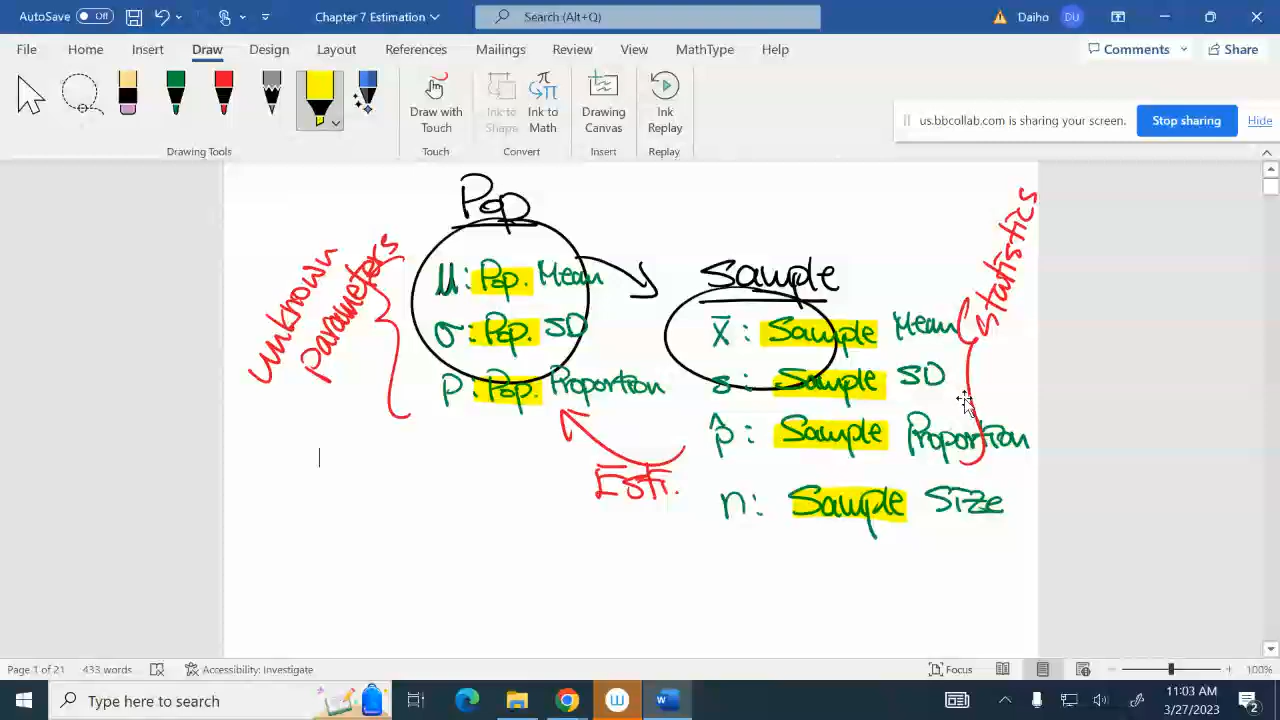 AutoSave Off Chapter 7 Estimation Search (Alt+Q) Daiho DU
File Home Insert Draw Design Layout References Mailings Review View MathType Help Comments Share
Draw with Touch
Ink to Shape
Ink to Math
Drawing Canvas
Ink Replay
Drawing Tools Touch Convert Insert Replay
us.bbcollab.com is sharing your screen. Stop sharing Hide
Pop
Unknown parameters
μ: Pop. Mean
σ: Pop. SD
p: Pop. Proportion
Sample
Statistics
x̄: Sample Mean
s: Sample SD
p̂: Sample Proportion
n: Sample Size
Esti.
Page 1 of 21 433 words Accessibility: Investigate Focus 100%
Type here to search
W
11:03 AM
3/27/2023
2